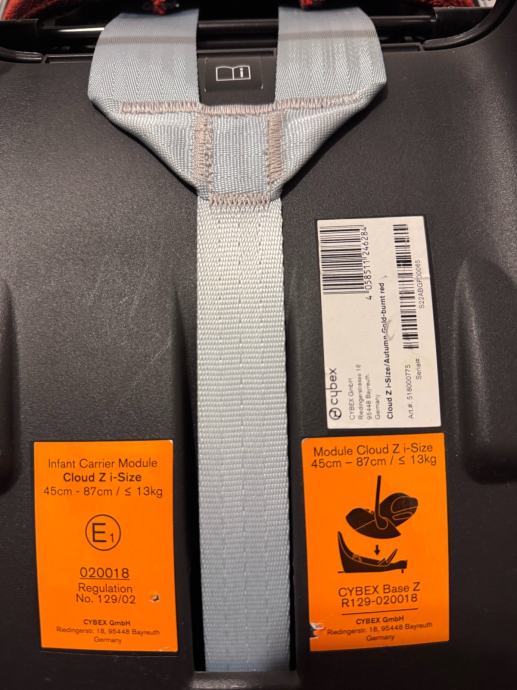 i
4 058511 246284
S22ABGF00065
Serial#:
cybex
CYBEX GmbH
Riedingerstrasse 18
95448 Bayreuth
Germany
Cloud Z i-Size/Autumn Gold-burnt red
Art.#: 518000775
Infant Carrier Module
Cloud Z i-Size
45cm - 87cm / ≤ 13kg
E1
020018
Regulation
No. 129/02
CYBEX GmbH
Riedingerstr. 18, 95448 Bayreuth
Germany
Module Cloud Z i-Size
45cm – 87cm / ≤ 13kg
CYBEX Base Z
R129-020018
CYBEX GmbH
Riedingerstr. 18, 95448 Bayreuth
Germany